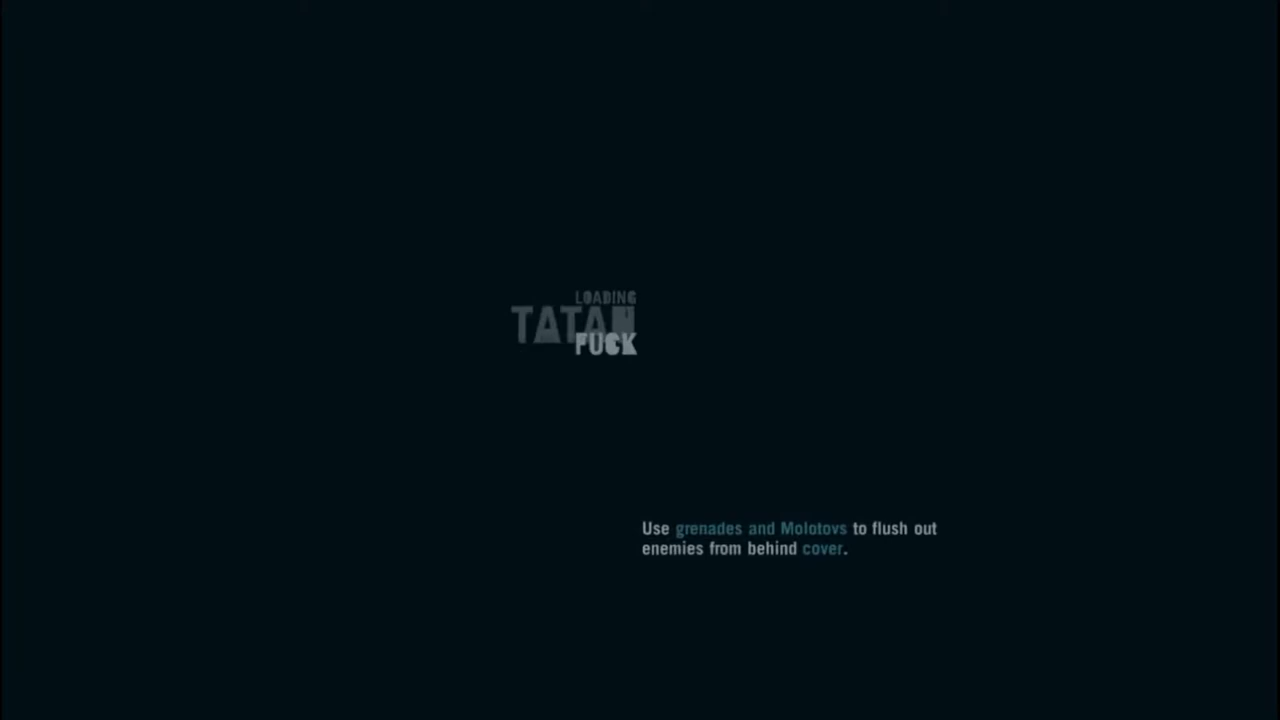 LOADING
TATAH
FUCK
Use grenades and Molotovs to flush out
enemies from behind cover.